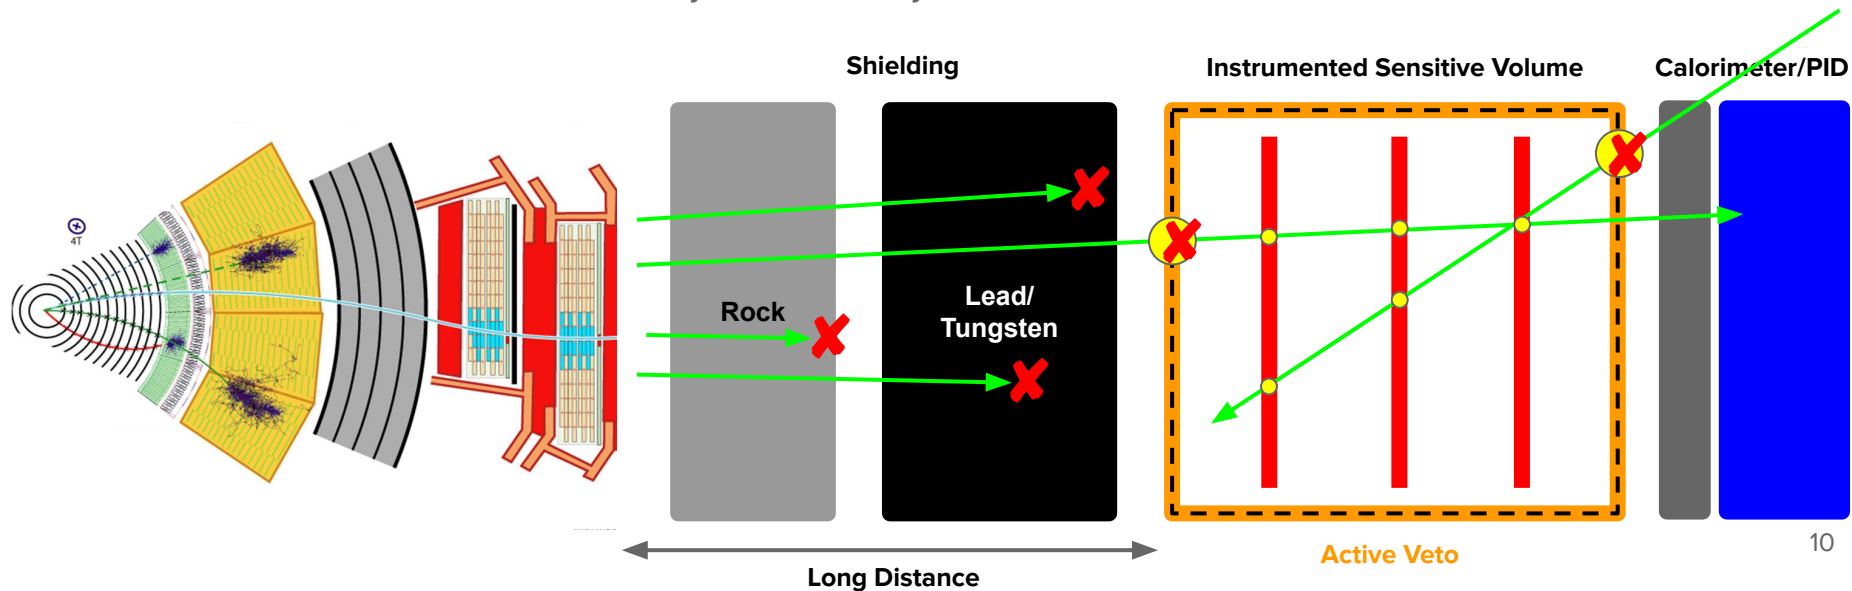 Shielding
Instrumented Sensitive Volume
Calorimeter/PID
4T
Rock
Lead/
Tungsten
Active Veto
10
Long Distance